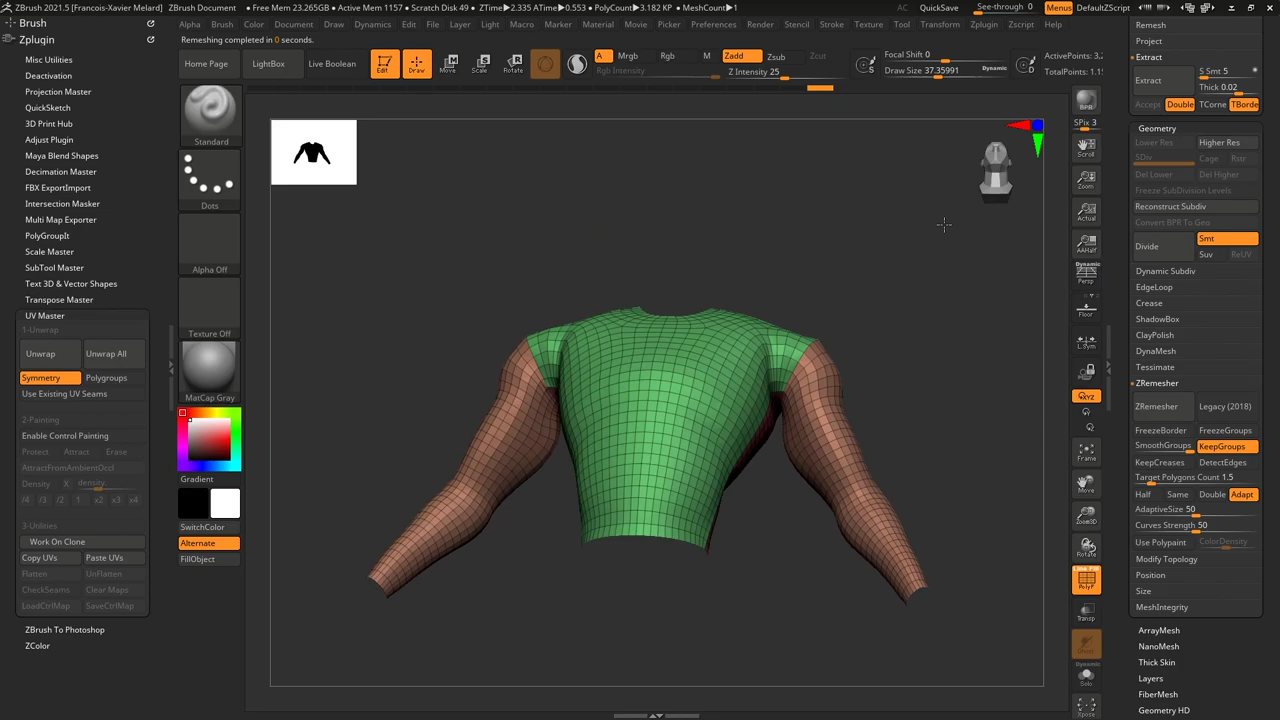 ZBrush 2021.5 [Francois-Xavier Melard] ZBrush Document • Free Mem 23.265GB • Active Mem 1157 • Scratch Disk 49 • ZTime▸2.335 ATime▸0.553 • PolyCount▸3.182 KP • MeshCount▸1 AC QuickSave See-through 0 Menus DefaultZScript
Brush
Alpha Brush Color Document Draw Dynamics Edit File Layer Light Macro Marker Material Movie Picker Preferences Render Stencil Stroke Texture Tool Transform Zplugin Zscript Help
Zplugin
Remeshing completed in 0 seconds.
Home Page LightBox Live Boolean Edit Draw Move Scale Rotate
A Mrgb Rgb M Zadd Zsub Zcut
Rgb Intensity Z Intensity 25
Focal Shift 0
Draw Size 37.35991 Dynamic
S D
Misc Utilities
Deactivation
Projection Master
QuickSketch
3D Print Hub
Adjust Plugin
Maya Blend Shapes
Decimation Master
FBX ExportImport
Intersection Masker
Multi Map Exporter
PolyGroupIt
Scale Master
SubTool Master
Text 3D & Vector Shapes
Transpose Master
UV Master
1-Unwrap
Unwrap Unwrap All
Symmetry Polygroups
Use Existing UV Seams
2-Painting
Enable Control Painting
Protect Attract Erase
AttractFromAmbientOccl
Density X density
/4 /3 /2 1 x2 x3 x4
3-Utilities
Work On Clone
Copy UVs Paste UVs
Flatten UnFlatten
CheckSeams Clear Maps
LoadCtrlMap SaveCtrlMap
ZBrush To Photoshop
ZColor
Standard
Dots
Alpha Off
Texture Off
MatCap Gray
Gradient
SwitchColor
Alternate
FillObject
BPR
SPix 3
Scroll
Zoom
Actual
AAHalf
Dynamic
Persp
Floor
L.Sym
XYZ
Frame
Move
Zoom3D
Rotate
Line Fill
PolyF
Transp
Dynamic
Solo
Xpose
Remesh
Project
Extract
Extract S Smt 5
Thick 0.02
Accept Double TCorne TBorde
Geometry
Lower Res Higher Res
SDiv Cage Rstr
Del Lower Del Higher
Freeze SubDivision Levels
Reconstruct Subdiv
Convert BPR To Geo
Divide Smt
Suv ReUV
Dynamic Subdiv
EdgeLoop
Crease
ShadowBox
ClayPolish
DynaMesh
Tessimate
ZRemesher
ZRemesher Legacy (2018)
FreezeBorder FreezeGroups
SmoothGroups KeepGroups
KeepCreases DetectEdges
Target Polygons Count 1.5
Half Same Double Adapt
AdaptiveSize 50
Curves Strength 50
Use Polypaint ColorDensity
Modify Topology
Position
Size
MeshIntegrity
ArrayMesh
NanoMesh
Thick Skin
Layers
FiberMesh
Geometry HD